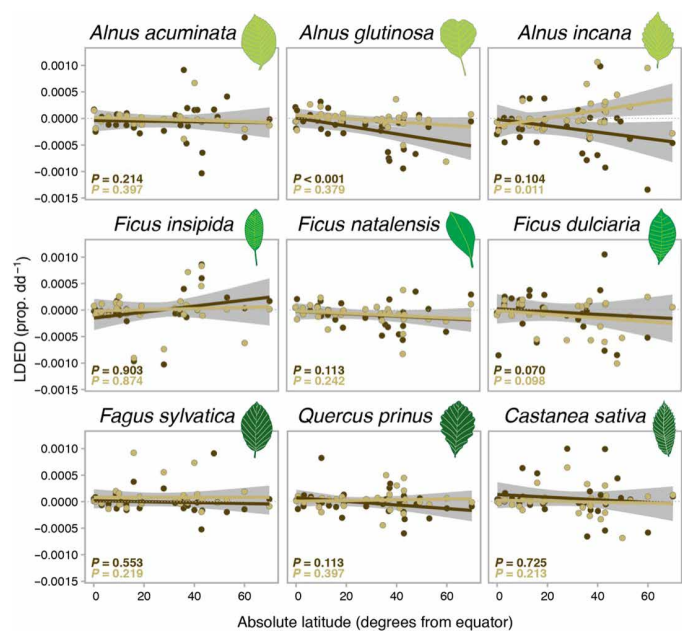 Alnus acuminata Alnus glutinosa Alnus incana
0.0010
0.0005
0.0000
−0.0005
−0.0010
−0.0015
P = 0.214 P < 0.001 P = 0.104
P = 0.397 P = 0.379 P = 0.011
Ficus insipida Ficus natalensis Ficus dulciaria
LDED (prop. dd⁻¹)
0.0010
0.0005
0.0000
−0.0005
−0.0010
−0.0015
P = 0.903 P = 0.113 P = 0.070
P = 0.874 P = 0.242 P = 0.098
Fagus sylvatica Quercus prinus Castanea sativa
0.0010
0.0005
0.0000
−0.0005
−0.0010
−0.0015
P = 0.553 P = 0.113 P = 0.725
P = 0.219 P = 0.397 P = 0.213
0 20 40 60 0 20 40 60 0 20 40 60
Absolute latitude (degrees from equator)